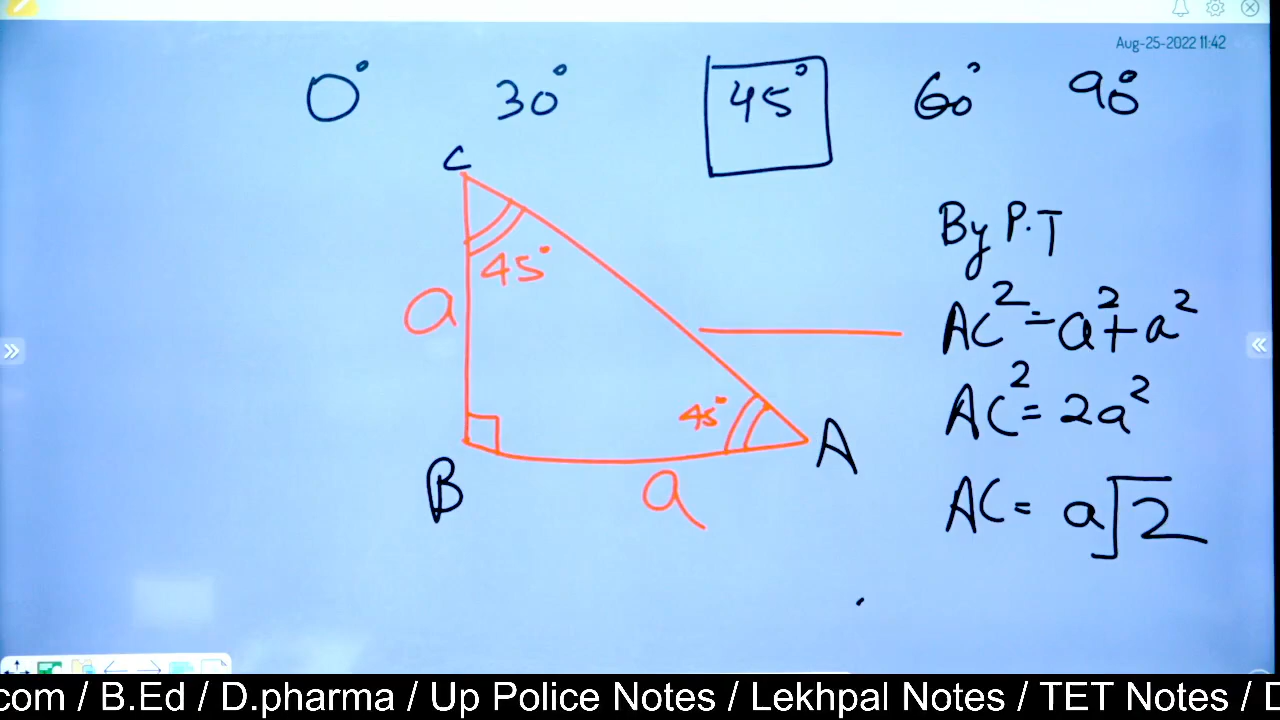 Aug-25-2022 11:42
0° 30° 45° 60° 90°
C
45°
a
45°
B
a
A
By P.T
AC² = a² + a²
AC² = 2a²
AC = a√2
com / B.Ed / D.pharma / Up Police Notes / Lekhpal Notes / TET Notes / D